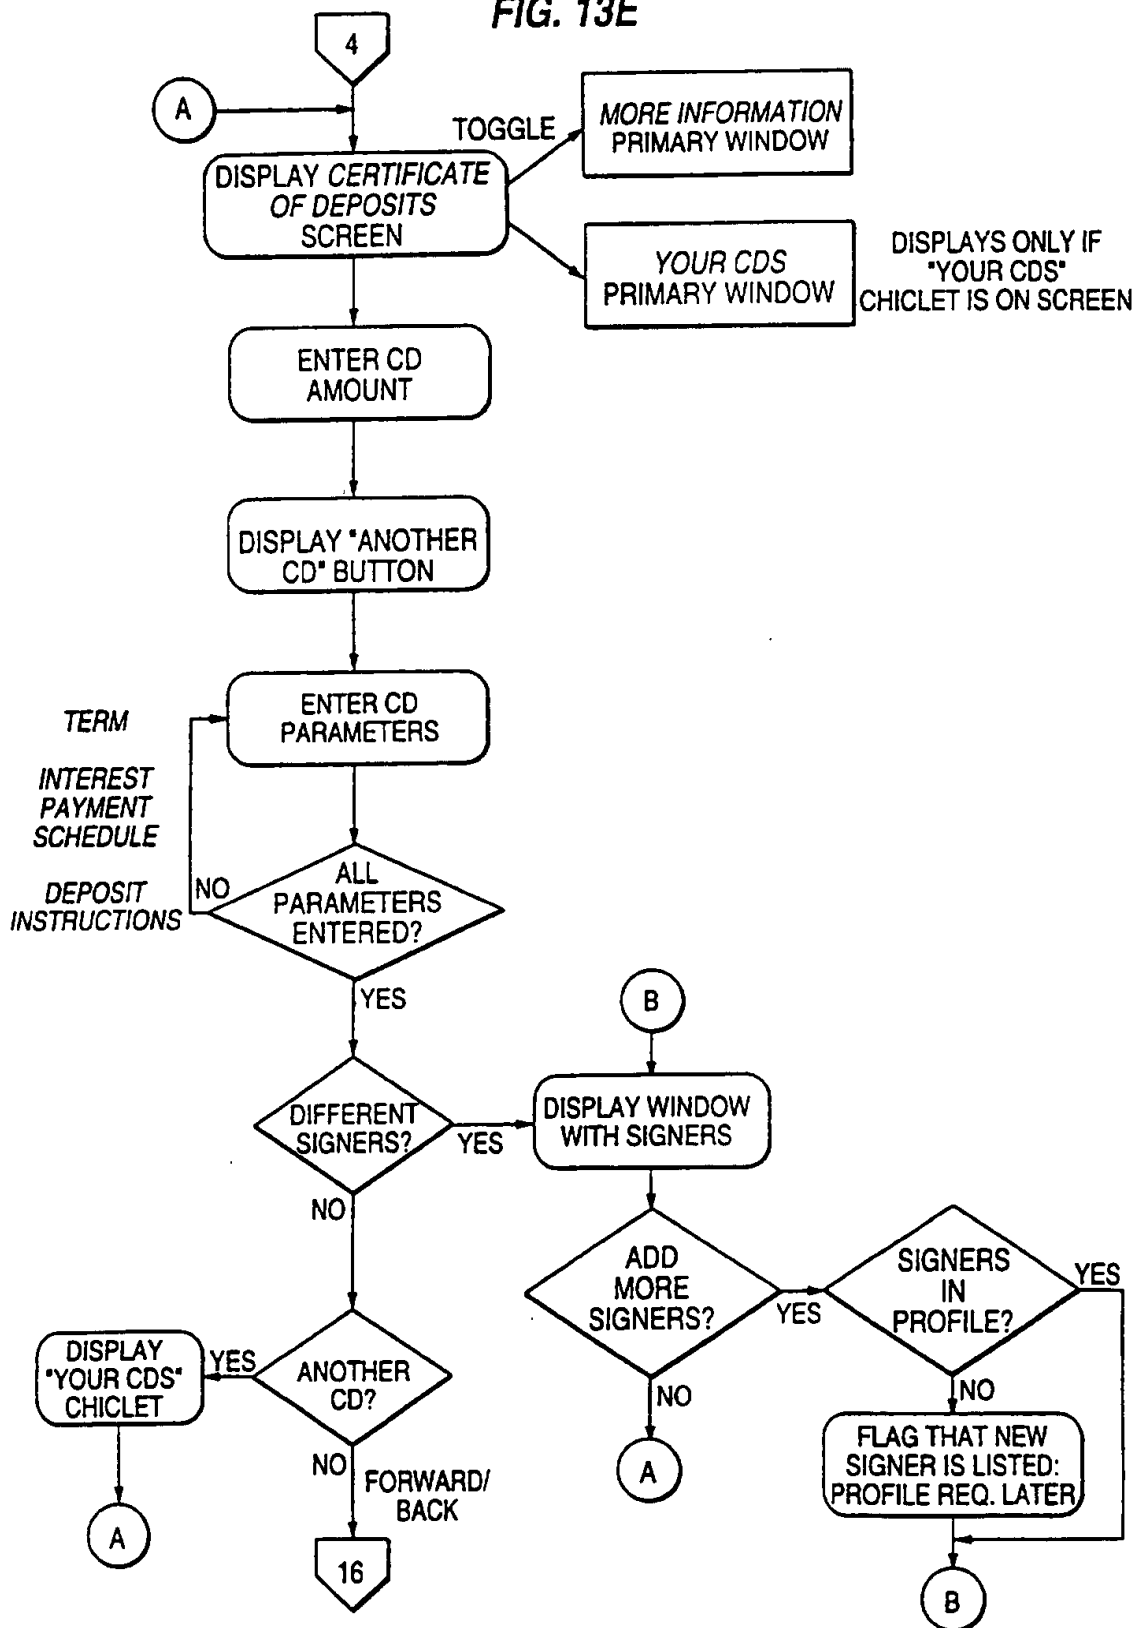 FIG. 13E
4
A
TOGGLE
MORE INFORMATION
PRIMARY WINDOW
DISPLAY CERTIFICATE
OF DEPOSITS
SCREEN
YOUR CDS
PRIMARY WINDOW
DISPLAYS ONLY IF
"YOUR CDS"
CHICLET IS ON SCREEN
ENTER CD
AMOUNT
DISPLAY "ANOTHER
CD" BUTTON
ENTER CD
PARAMETERS
TERM
INTEREST
PAYMENT
SCHEDULE
DEPOSIT
INSTRUCTIONS
NO
ALL
PARAMETERS
ENTERED?
YES
B
DIFFERENT
SIGNERS?
YES
DISPLAY WINDOW
WITH SIGNERS
NO
ADD
MORE
SIGNERS?
YES
SIGNERS
IN
PROFILE?
YES
DISPLAY
"YOUR CDS"
CHICLET
YES
ANOTHER
CD?
NO
NO
FLAG THAT NEW
SIGNER IS LISTED:
PROFILE REQ. LATER
NO
FORWARD/
BACK
A
A
16
B